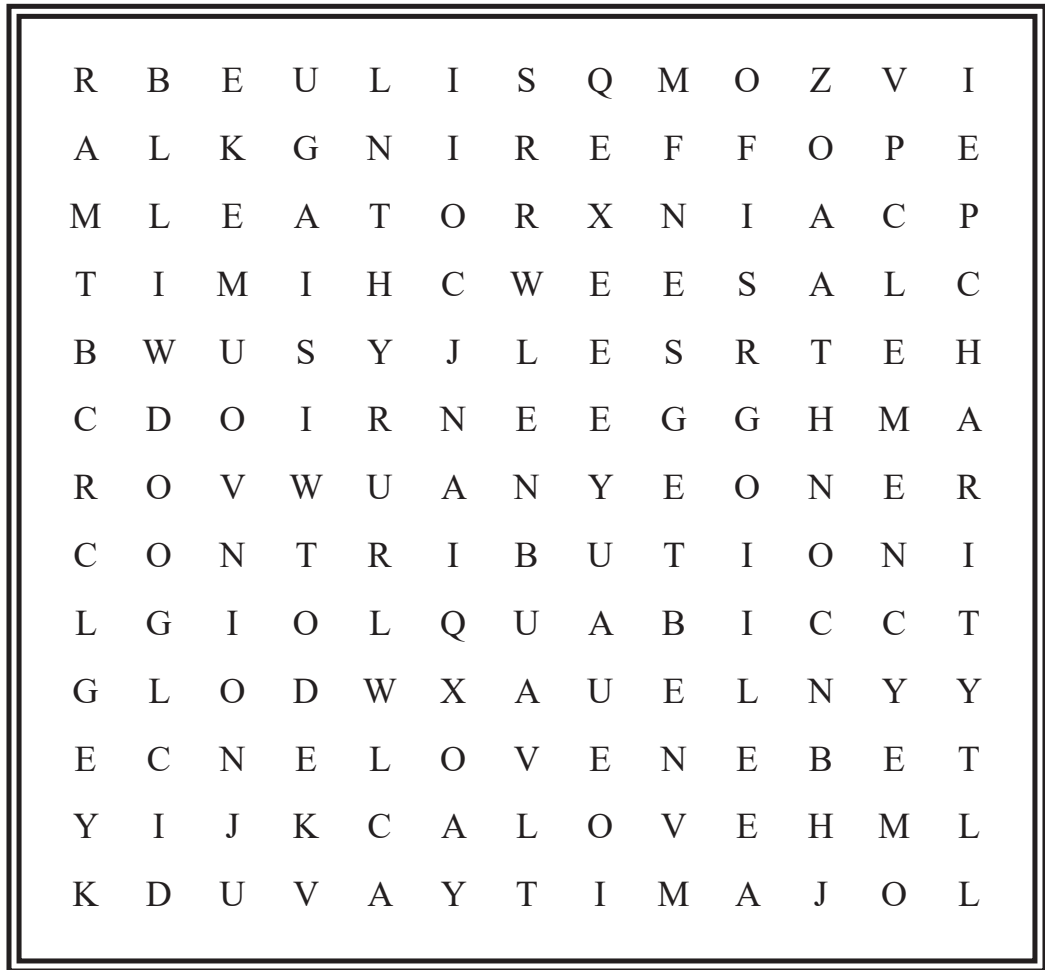 R B E U L I S Q M O Z V I
A L K G N I R E F F O P E
M L E A T O R X N I A C P
T I M I H C W E E S A L C
B W U S Y J L E S R T E H
C D O I R N E E G G H M A
R O V W U A N Y E O N E R
C O N T R I B U T I O N I
L G I O L Q U A B I C C T
G L O D W X A U E L N Y Y
E C N E L O V E N E B E T
Y I J K C A L O V E H M L
K D U V A Y T I M A J O L